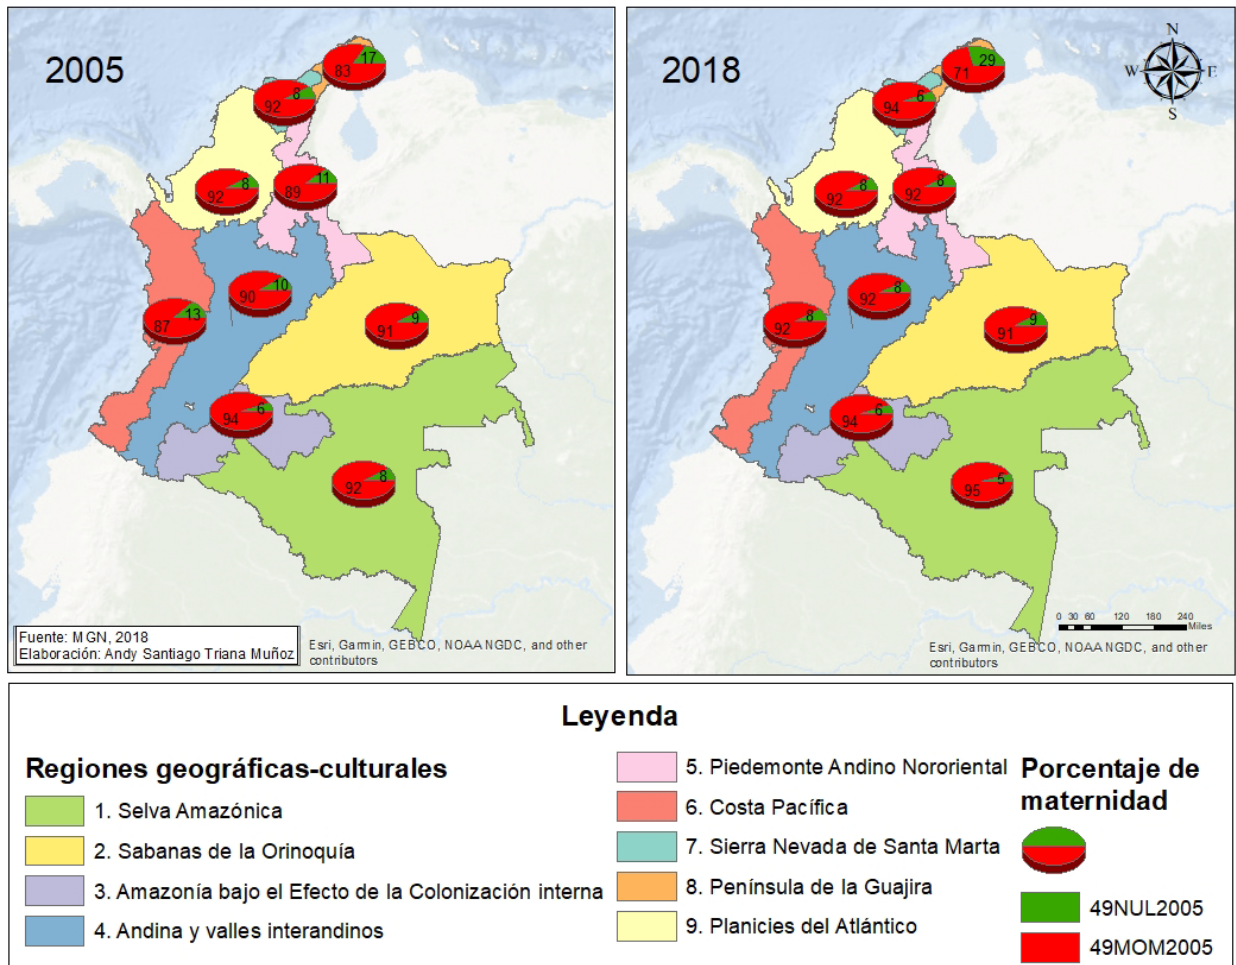 2005
17
83
8
92
8
92
11
89
10
90
13
87
9
91
6
94
8
92
Fuente: MGN, 2018
Elaboración: Andy Santiago Triana Muñoz
Esri, Garmin, GEBCO, NOAA NGDC, and other
contributors
2018
N
W
E
S
29
71
6
94
8
92
8
92
8
92
8
92
9
91
6
94
5
95
0 30 60 120 180 240
Miles
Esri, Garmin, GEBCO, NOAA NGDC, and other
contributors
Leyenda
Regiones geográficas-culturales
1. Selva Amazónica
2. Sabanas de la Orinoquía
3. Amazonía bajo el Efecto de la Colonización interna
4. Andina y valles interandinos
5. Piedemonte Andino Nororiental
6. Costa Pacífica
7. Sierra Nevada de Santa Marta
8. Península de la Guajira
9. Planicies del Atlántico
Porcentaje de
maternidad
49NUL2005
49MOM2005